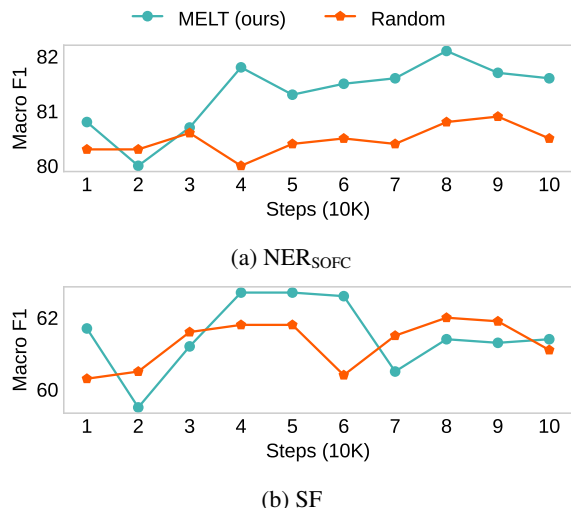 MELT (ours) Random
82
81
80
Macro F1
1 2 3 4 5 6 7 8 9 10
Steps (10K)
(a) NERSOFC
62
60
Macro F1
1 2 3 4 5 6 7 8 9 10
Steps (10K)
(b) SF